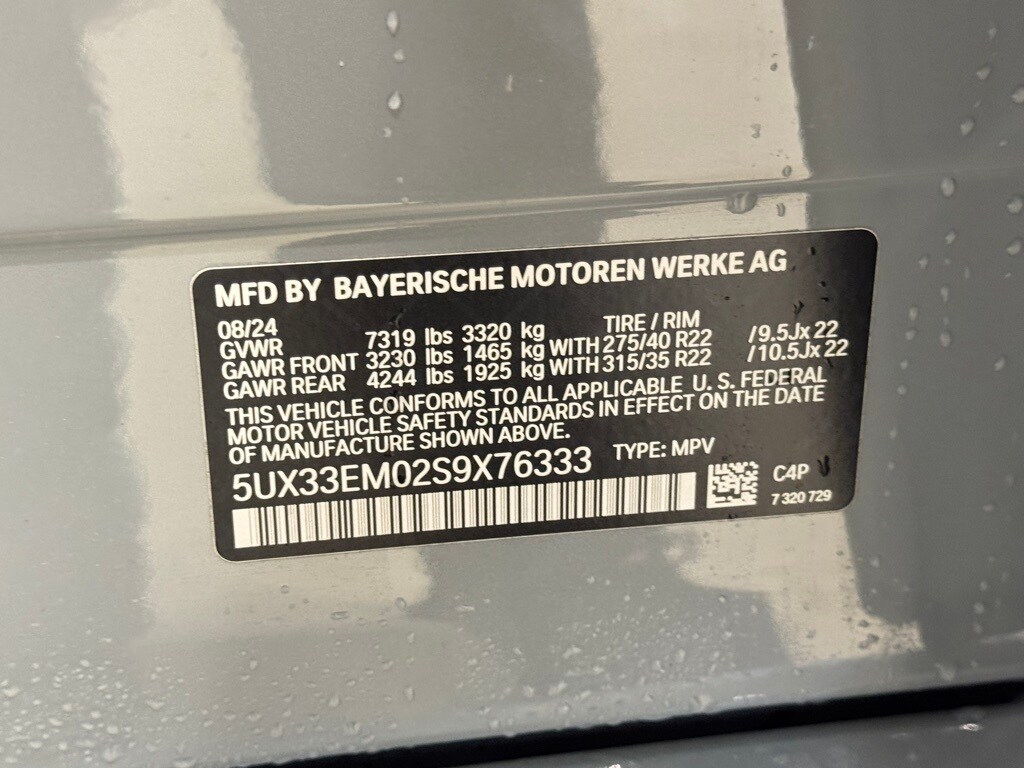 MFD BY BAYERISCHE MOTOREN WERKE AG
08/24 TIRE / RIM
GVWR 7319 lbs 3320 kg
GAWR FRONT 3230 lbs 1465 kg WITH 275/40 R22 /9.5Jx 22
GAWR REAR 4244 lbs 1925 kg WITH 315/35 R22 /10.5Jx 22
THIS VEHICLE CONFORMS TO ALL APPLICABLE U. S. FEDERAL
MOTOR VEHICLE SAFETY STANDARDS IN EFFECT ON THE DATE
OF MANUFACTURE SHOWN ABOVE.
5UX33EM02S9X76333 TYPE: MPV
C4P
7 320 729